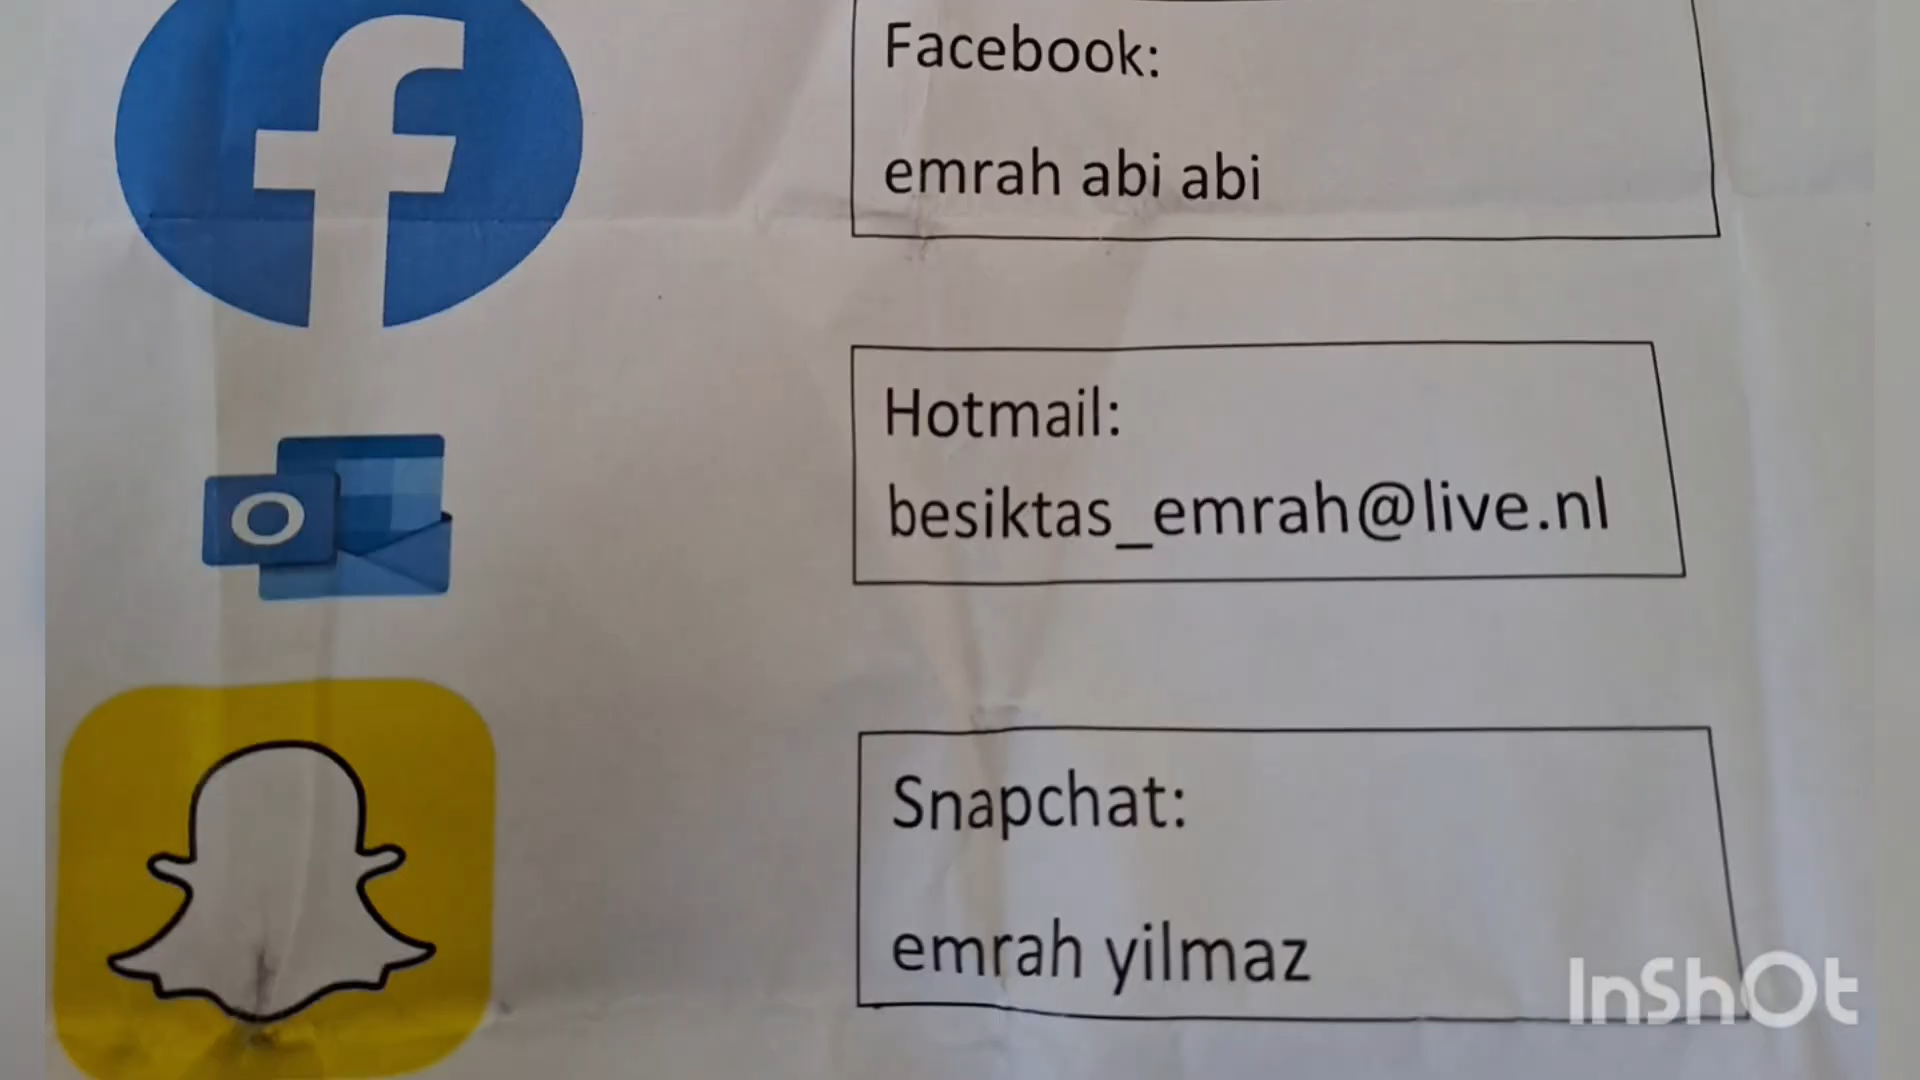 Facebook:
emrah abi abi
Hotmail:
besiktas_emrah@live.nl
Snapchat:
emrah yilmaz
InShOt